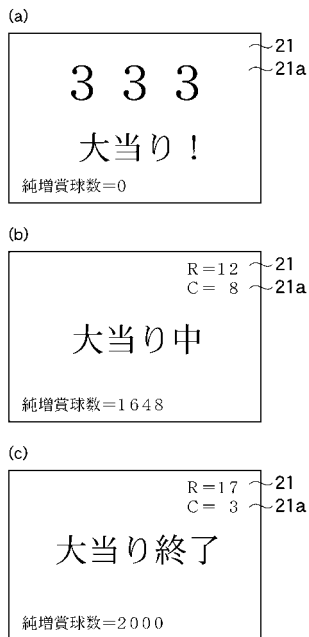 (a)
21
21a
３ ３ ３
大当り！
純増賞球数=0
(b)
R=12
21
C= 8
21a
大当り中
純増賞球数=1648
(c)
R=17
21
C= 3
21a
大当り終了
純増賞球数=2000